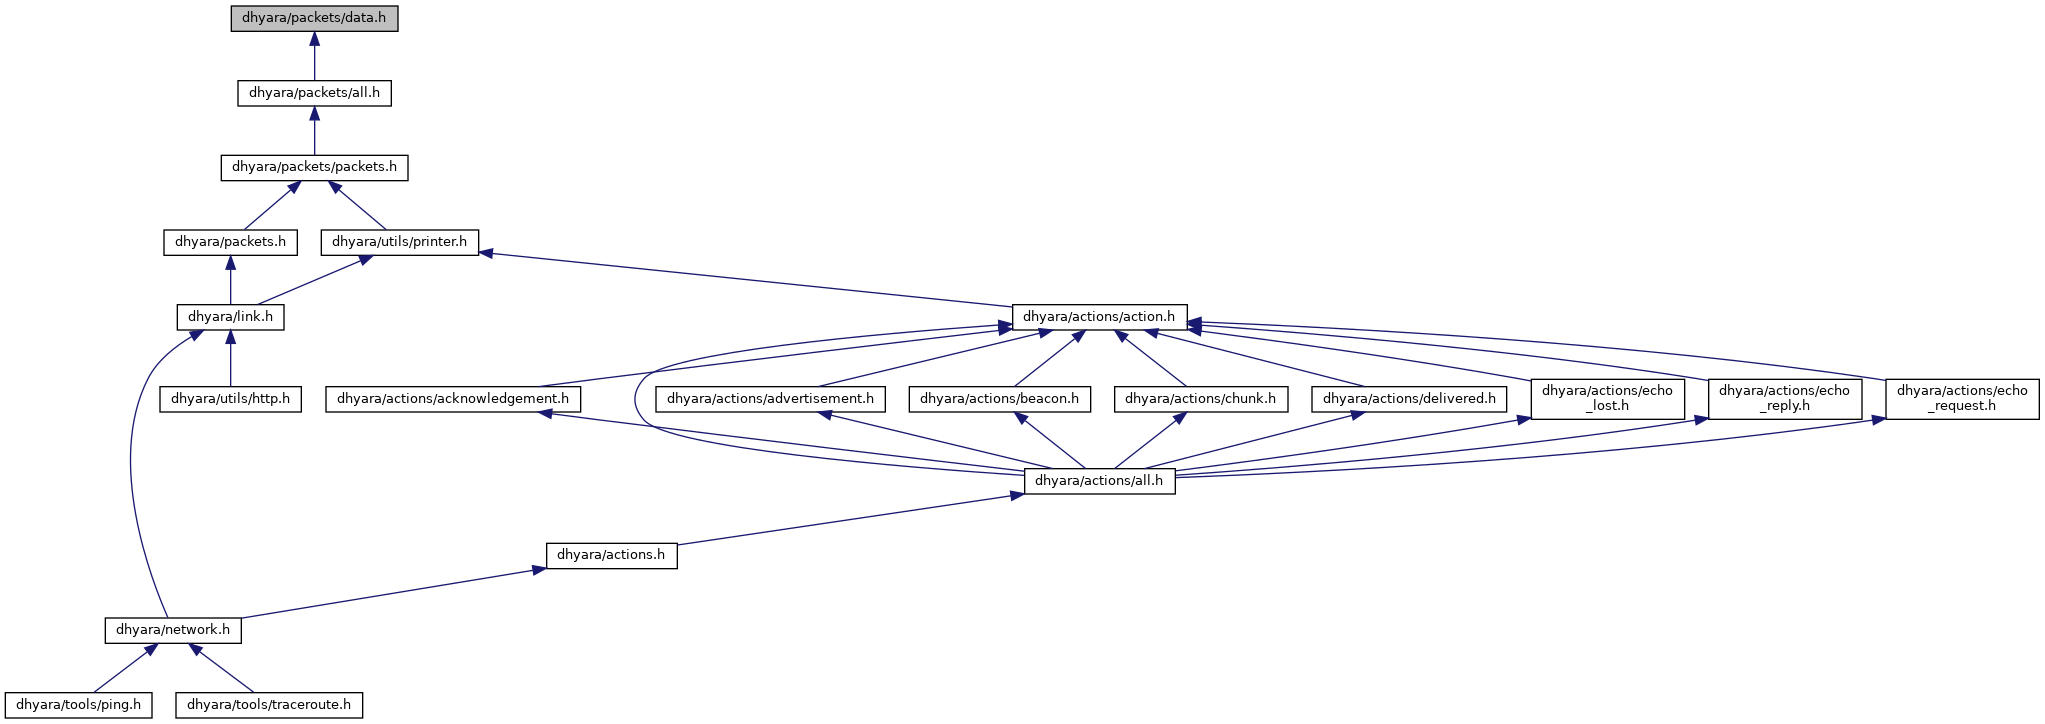 dhyara/packets/data.h
dhyara/packets/all.h
dhyara/packets/packets.h
dhyara/packets.h
dhyara/utils/printer.h
dhyara/link.h
dhyara/actions/action.h
dhyara/utils/http.h
dhyara/actions/acknowledgement.h
dhyara/actions/advertisement.h
dhyara/actions/beacon.h
dhyara/actions/chunk.h
dhyara/actions/delivered.h
dhyara/actions/echo
_lost.h
dhyara/actions/echo
_reply.h
dhyara/actions/echo
_request.h
dhyara/actions/all.h
dhyara/actions.h
dhyara/network.h
dhyara/tools/ping.h
dhyara/tools/traceroute.h